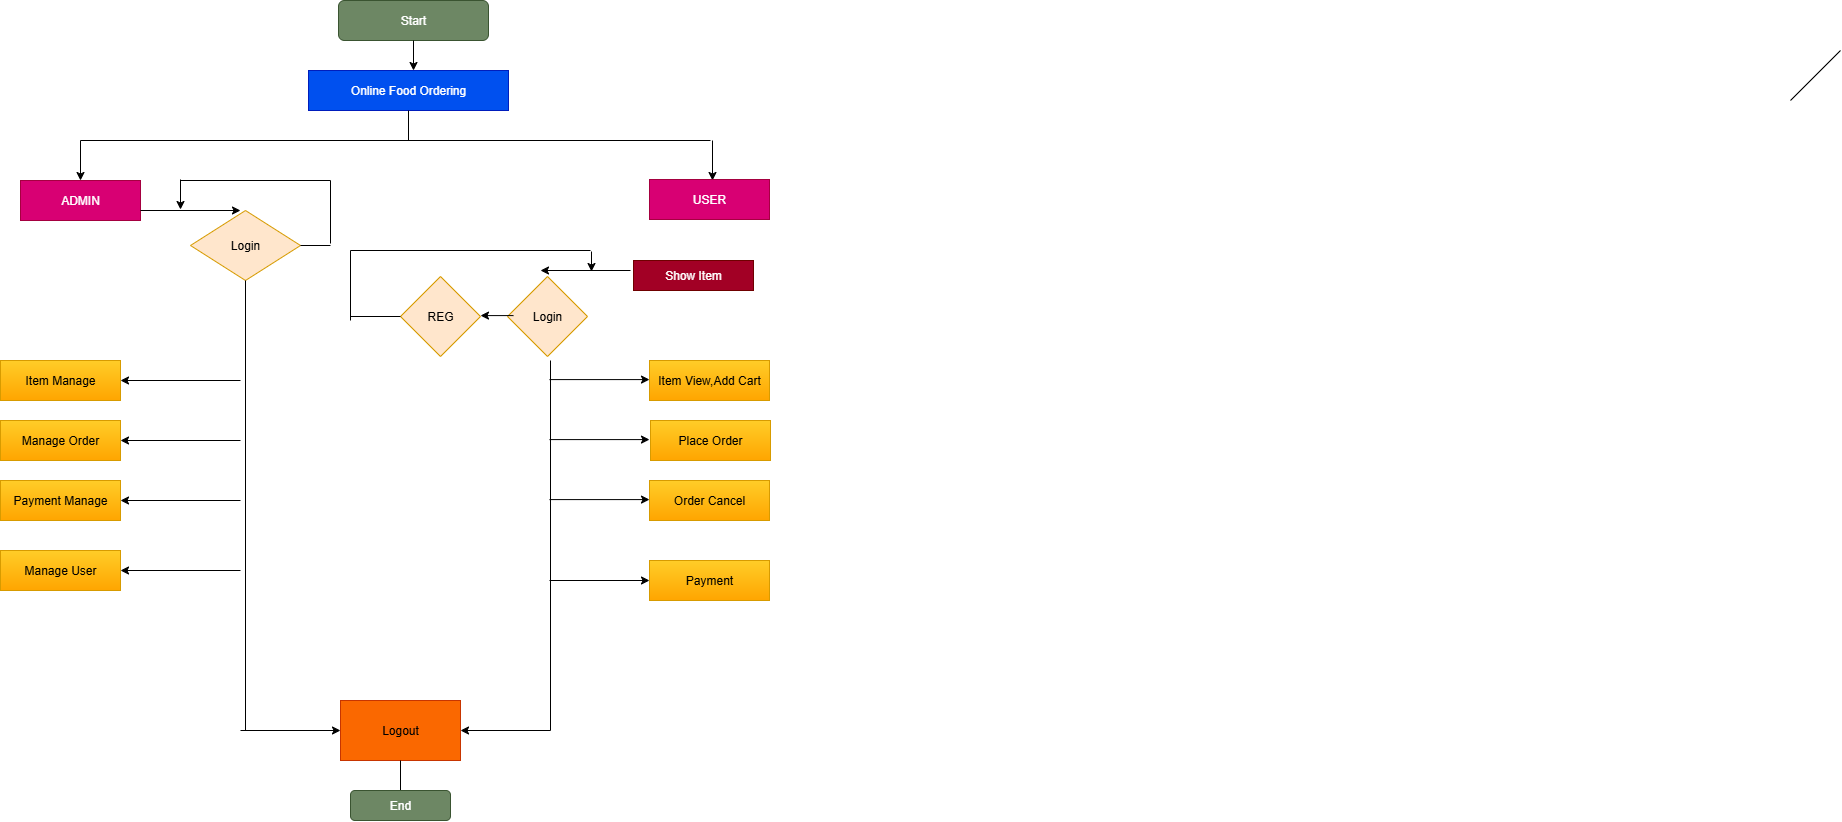 Start
Online Food Ordering
ADMIN
USER
Login
Show Item
REG
Login
Item Manage
Item View,Add Cart
Manage Order
Place Order
Payment Manage
Order Cancel
Manage User
Payment
Logout
End